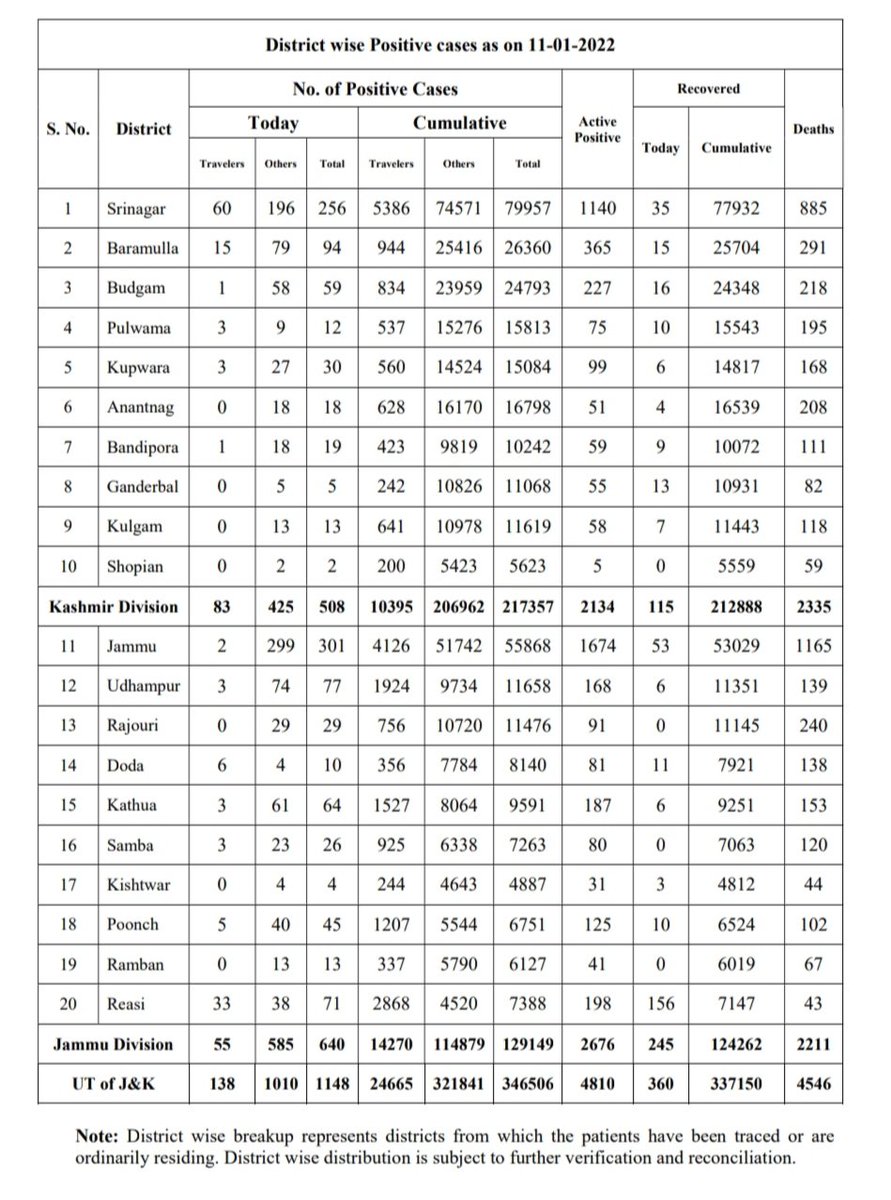 District wise Positive cases as on 11-01-2022
S. No. District No. of Positive Cases Active Positive Recovered Deaths
Today Cumulative Today Cumulative
Travelers Others Total Travelers Others Total
1 Srinagar 60 196 256 5386 74571 79957 1140 35 77932 885
2 Baramulla 15 79 94 944 25416 26360 365 15 25704 291
3 Budgam 1 58 59 834 23959 24793 227 16 24348 218
4 Pulwama 3 9 12 537 15276 15813 75 10 15543 195
5 Kupwara 3 27 30 560 14524 15084 99 6 14817 168
6 Anantnag 0 18 18 628 16170 16798 51 4 16539 208
7 Bandipora 1 18 19 423 9819 10242 59 9 10072 111
8 Ganderbal 0 5 5 242 10826 11068 55 13 10931 82
9 Kulgam 0 13 13 641 10978 11619 58 7 11443 118
10 Shopian 0 2 2 200 5423 5623 5 0 5559 59
Kashmir Division 83 425 508 10395 206962 217357 2134 115 212888 2335
11 Jammu 2 299 301 4126 51742 55868 1674 53 53029 1165
12 Udhampur 3 74 77 1924 9734 11658 168 6 11351 139
13 Rajouri 0 29 29 756 10720 11476 91 0 11145 240
14 Doda 6 4 10 356 7784 8140 81 11 7921 138
15 Kathua 3 61 64 1527 8064 9591 187 6 9251 153
16 Samba 3 23 26 925 6338 7263 80 0 7063 120
17 Kishtwar 0 4 4 244 4643 4887 31 3 4812 44
18 Poonch 5 40 45 1207 5544 6751 125 10 6524 102
19 Ramban 0 13 13 337 5790 6127 41 0 6019 67
20 Reasi 33 38 71 2868 4520 7388 198 156 7147 43
Jammu Division 55 585 640 14270 114879 129149 2676 245 124262 2211
UT of J&K 138 1010 1148 24665 321841 346506 4810 360 337150 4546
Note: District wise breakup represents districts from which the patients have been traced or are
ordinarily residing. District wise distribution is subject to further verification and reconciliation.